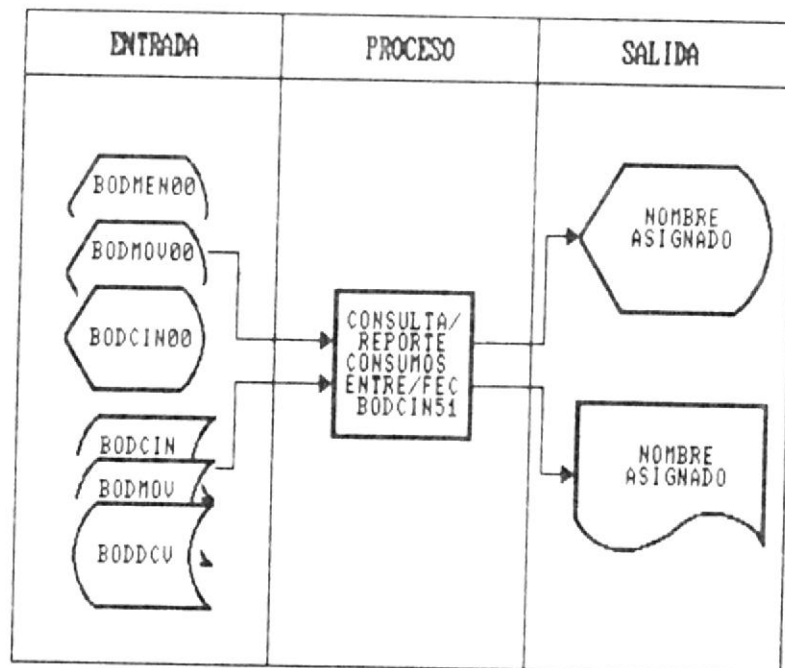 ENTRADA
PROCESO
SALIDA
BODMEN00
BODMOV00
BODCIN00
BODCIN
BODMOV
BODDCV
CONSULTA/
REPORTE
CONSUMOS
ENTRE/FEC
BODCIN51
NOMBRE
ASIGNADO
NOMBRE
ASIGNADO